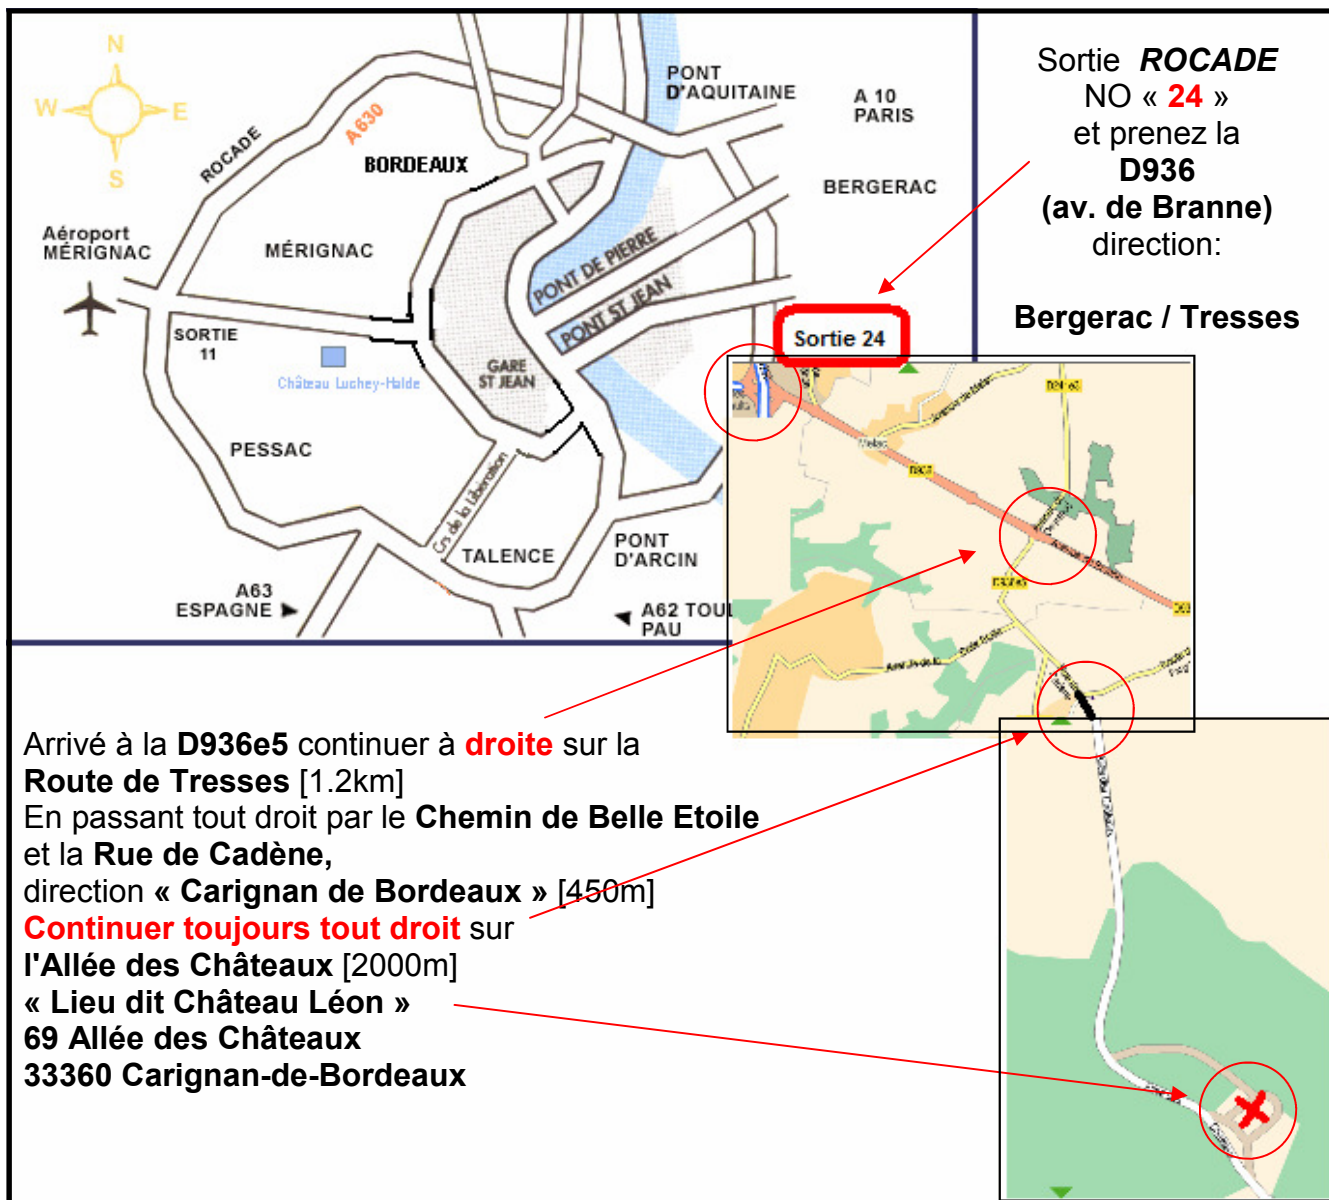 N
W
E
S
ROCADE
A 630
BORDEAUX
PONT
D'AQUITAINE
A 10
PARIS
BERGERAC
Aéroport
MÉRIGNAC
MÉRIGNAC
SORTIE
11
Château Luchey-Halde
PONT DE PIERRE
PONT ST JEAN
GARE
ST JEAN
PESSAC
Crs de la Libération
TALENCE
PONT
D'ARCIN
A63
ESPAGNE
A62 TOUL
PAU
Sortie ROCADE
NO « 24 »
et prenez la
D936
(av. de Branne)
direction:
Bergerac / Tresses
Sortie 24
Melac
D936
D936e5
Arrivé à la D936e5 continuer à droite sur la
Route de Tresses [1.2km]
En passant tout droit par le Chemin de Belle Etoile
et la Rue de Cadène,
direction « Carignan de Bordeaux » [450m]
Continuer toujours tout droit sur
l'Allée des Châteaux [2000m]
« Lieu dit Château Léon »
69 Allée des Châteaux
33360 Carignan-de-Bordeaux